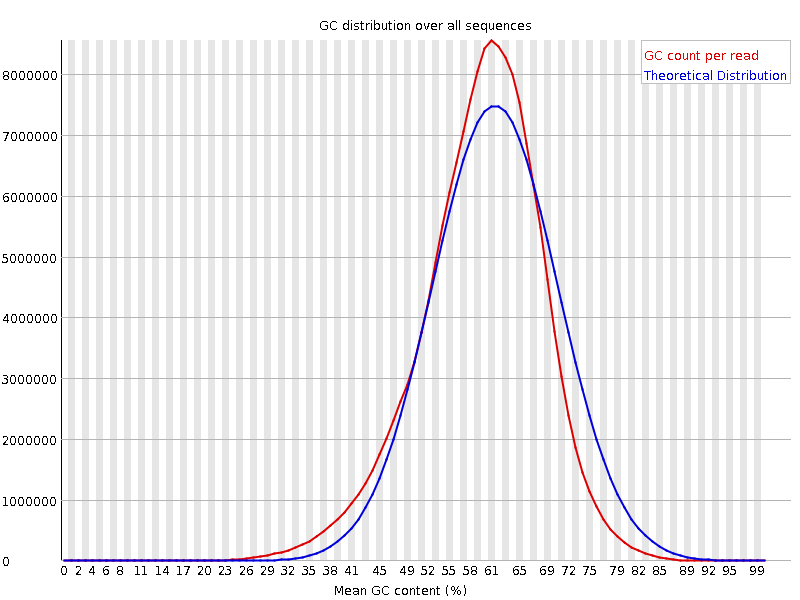 GC distribution over all sequences
GC count per read
Theoretical Distribution
8000000
7000000
6000000
5000000
4000000
3000000
2000000
1000000
0
0 2 4 6 8 11 14 17 20 23 26 29 32 35 38 41 45 49 52 55 58 61 65 69 72 75 79 82 85 89 92 95 99
Mean GC content (%)